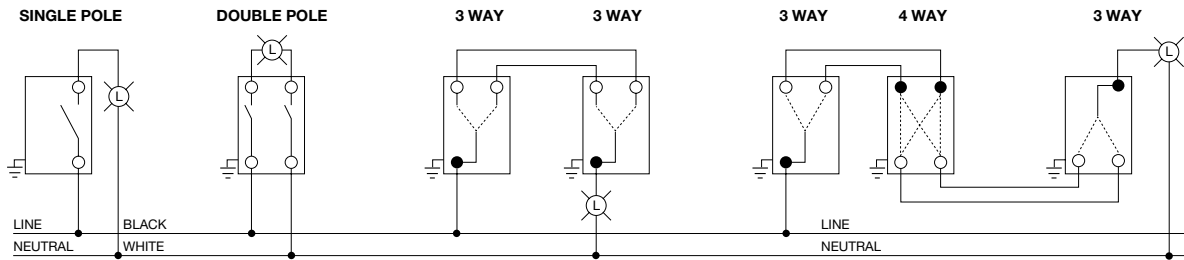 SINGLE POLE
DOUBLE POLE
3 WAY
3 WAY
3 WAY
4 WAY
3 WAY
L
L
L
L
LINE
BLACK
LINE
NEUTRAL
WHITE
NEUTRAL